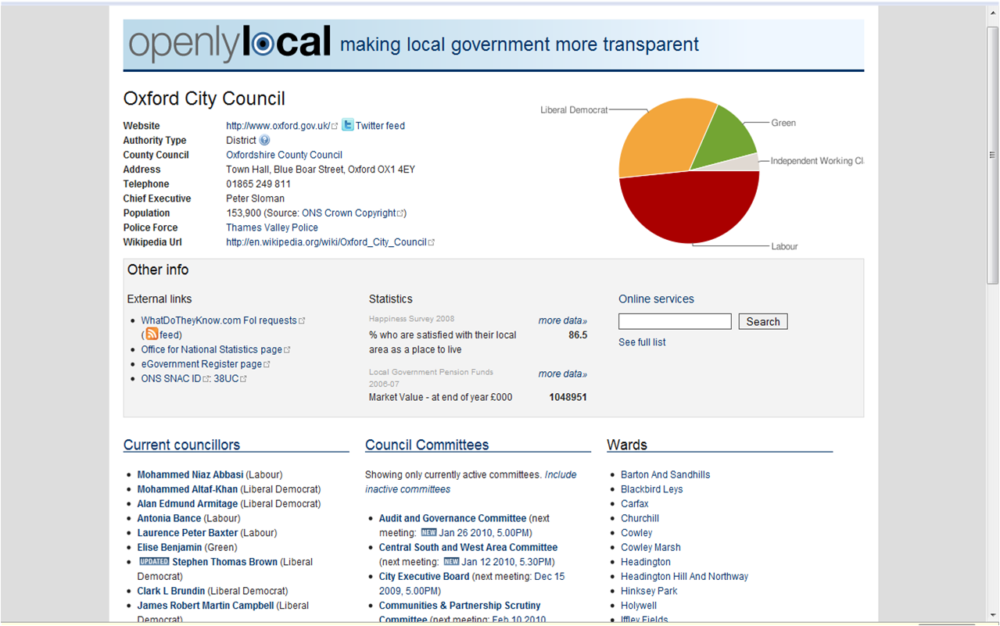 openlylocal making local government more transparent
Oxford City Council
Website http://www.oxford.gov.uk/ Twitter feed
Authority Type District ?
County Council Oxfordshire County Council
Address Town Hall, Blue Boar Street, Oxford OX1 4EY
Telephone 01865 249 811
Chief Executive Peter Sloman
Population 153,900 (Source: ONS Crown Copyright)
Police Force Thames Valley Police
Wikipedia Url http://en.wikipedia.org/wiki/Oxford_City_Council
Liberal Democrat
Green
Independent Working Cl
Labour
Other info
External links
WhatDoTheyKnow.com FoI requests
(feed)
Office for National Statistics page
eGovernment Register page
ONS SNAC ID: 38UC
Statistics
Happiness Survey 2008 more data»
% who are satisfied with their local 86.5
area as a place to live
Local Government Pension Funds more data»
2006-07
Market Value - at end of year £000 1048951
Online services
Search
See full list
Current councillors
Mohammed Niaz Abbasi (Labour)
Mohammed Altaf-Khan (Liberal Democrat)
Alan Edmund Armitage (Liberal Democrat)
Antonia Bance (Labour)
Laurence Peter Baxter (Labour)
Elise Benjamin (Green)
UPDATED Stephen Thomas Brown (Liberal
Democrat)
Clark L Brundin (Liberal Democrat)
James Robert Martin Campbell (Liberal
Democrat)
Council Committees
Showing only currently active committees. Include
inactive committees
Audit and Governance Committee (next
meeting: NEW Jan 26 2010, 5.00PM)
Central South and West Area Committee
(next meeting: NEW Jan 12 2010, 5.30PM)
City Executive Board (next meeting: Dec 15
2009, 5.00PM)
Communities & Partnership Scrutiny
Committee (next meeting: Feb 10 2010
Wards
Barton And Sandhills
Blackbird Leys
Carfax
Churchill
Cowley
Cowley Marsh
Headington
Headington Hill And Northway
Hinksey Park
Holywell
Iffley Fields